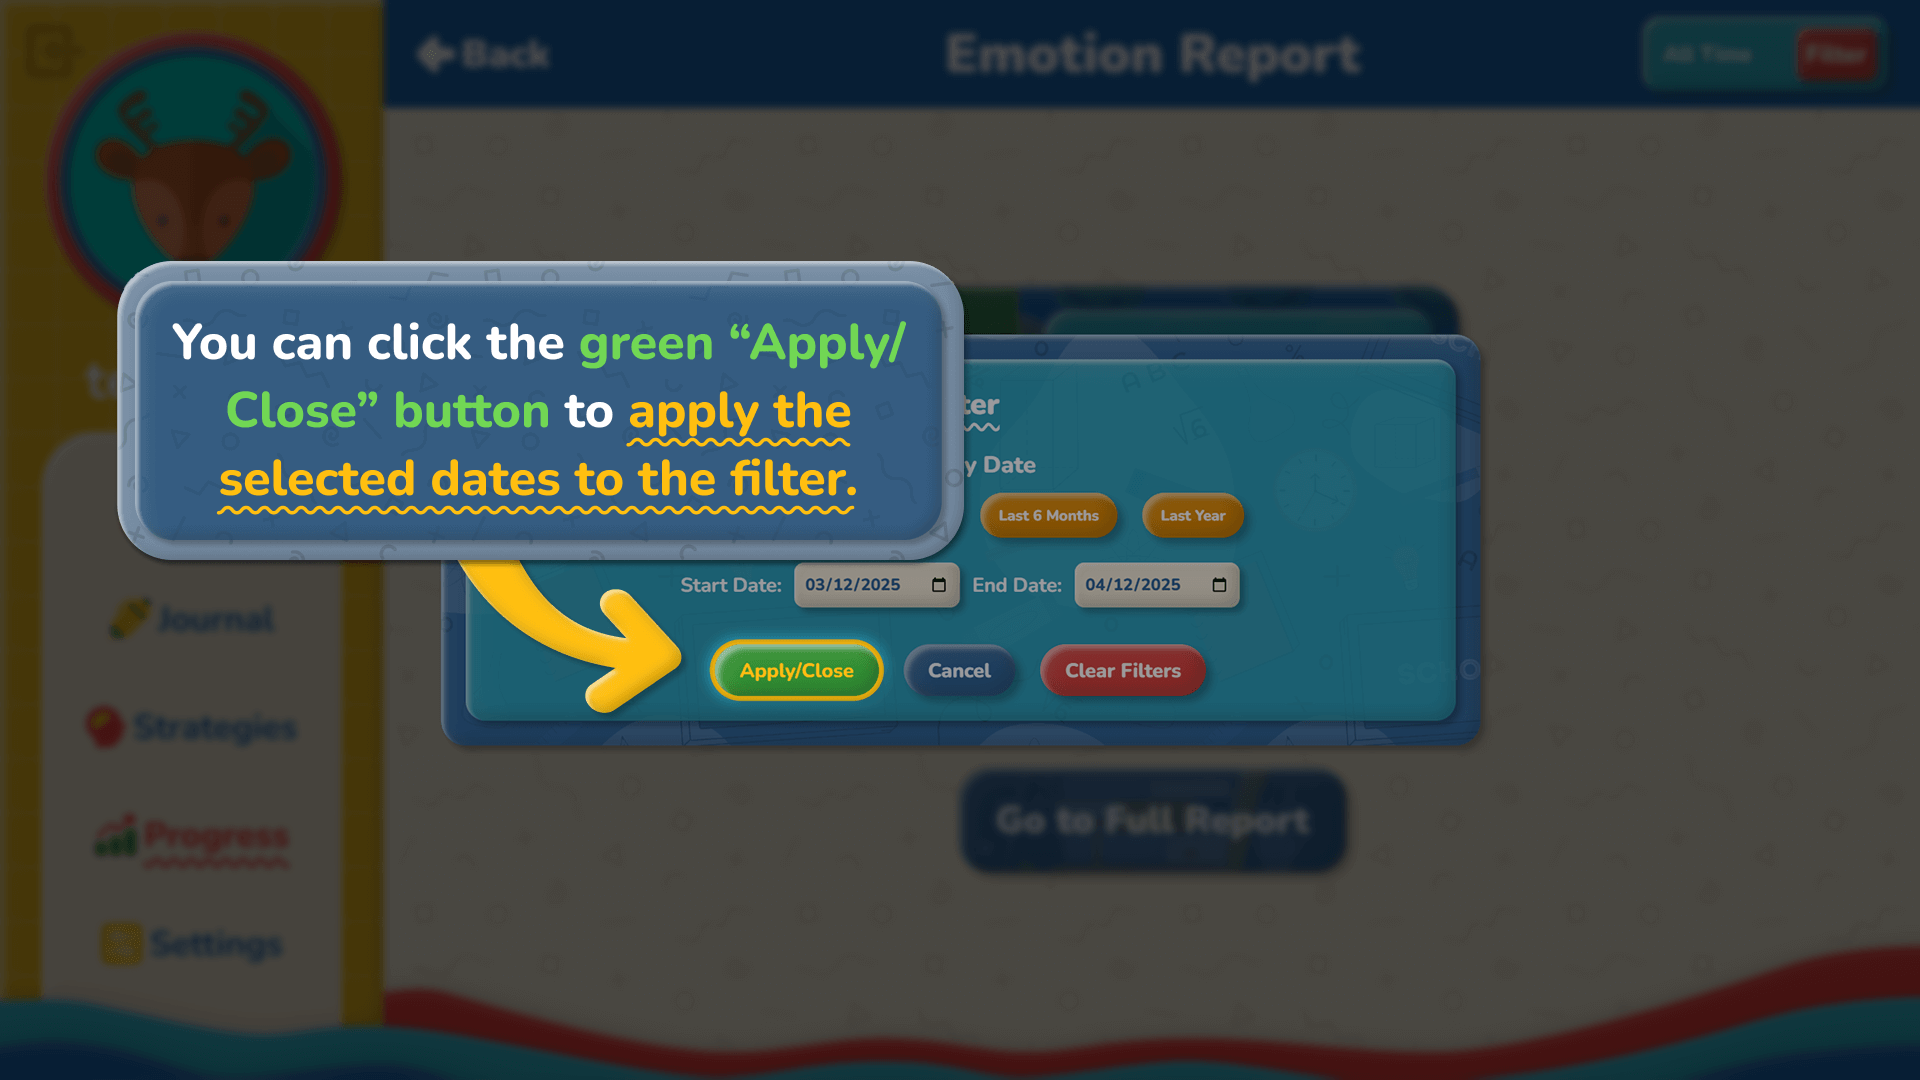 Back
Emotion Report
All Time
Filter
You can click the green “Apply/
Close” button to apply the
selected dates to the filter.
ter
y Date
Last 6 Months
Last Year
Start Date: 03/12/2025 End Date: 04/12/2025
Apply/Close
Cancel
Clear Filters
Journal
Strategies
Progress
Settings
Go to Full Report